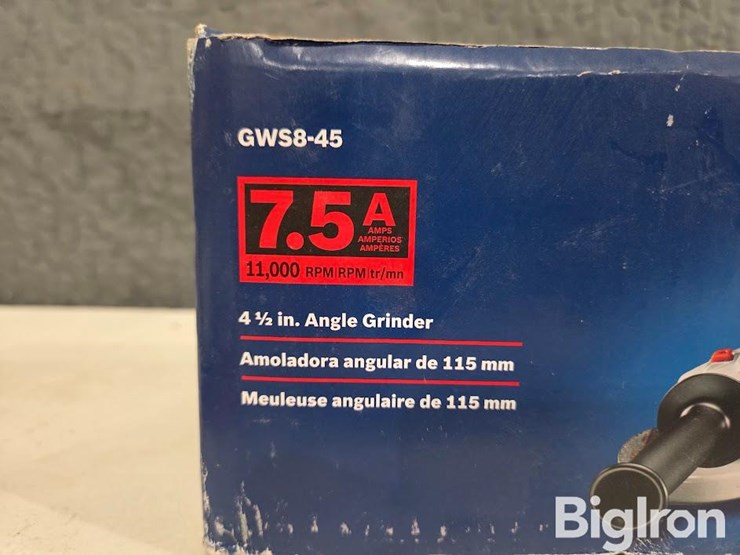 GWS8-45
7.5 A
AMPS
AMPERIOS
AMPÈRES
11,000 RPM|RPM|tr/mn
4 ½ in. Angle Grinder
Amoladora angular de 115 mm
Meuleuse angulaire de 115 mm
BigIron